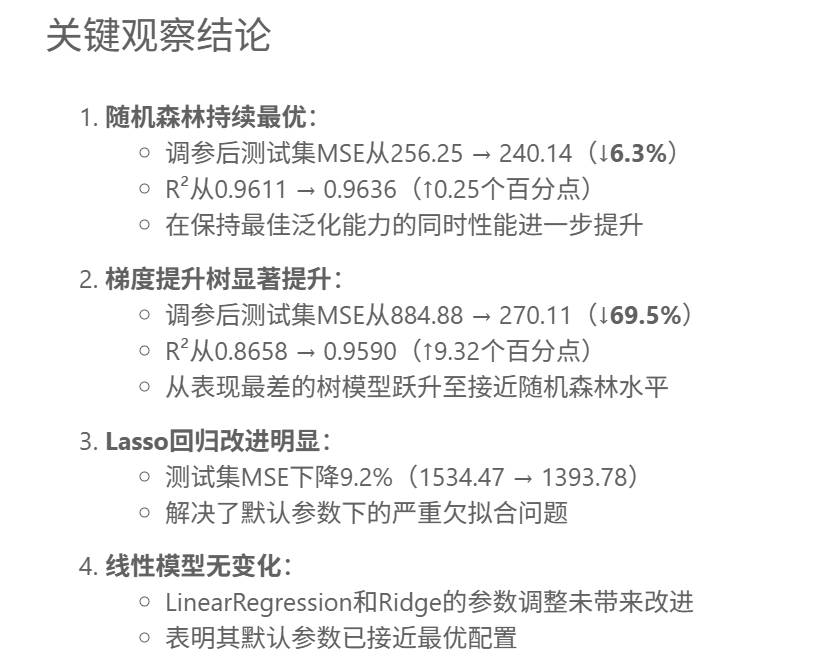 关键观察结论
1. 随机森林持续最优：
○ 调参后测试集MSE从256.25 → 240.14（↓6.3%）
○ R²从0.9611 → 0.9636（↑0.25个百分点）
○ 在保持最佳泛化能力的同时性能进一步提升
2. 梯度提升树显著提升：
○ 调参后测试集MSE从884.88 → 270.11（↓69.5%）
○ R²从0.8658 → 0.9590（↑9.32个百分点）
○ 从表现最差的树模型跃升至接近随机森林水平
3. Lasso回归改进明显：
○ 测试集MSE下降9.2%（1534.47 → 1393.78）
○ 解决了默认参数下的严重欠拟合问题
4. 线性模型无变化：
○ LinearRegression和Ridge的参数调整未带来改进
○ 表明其默认参数已接近最优配置